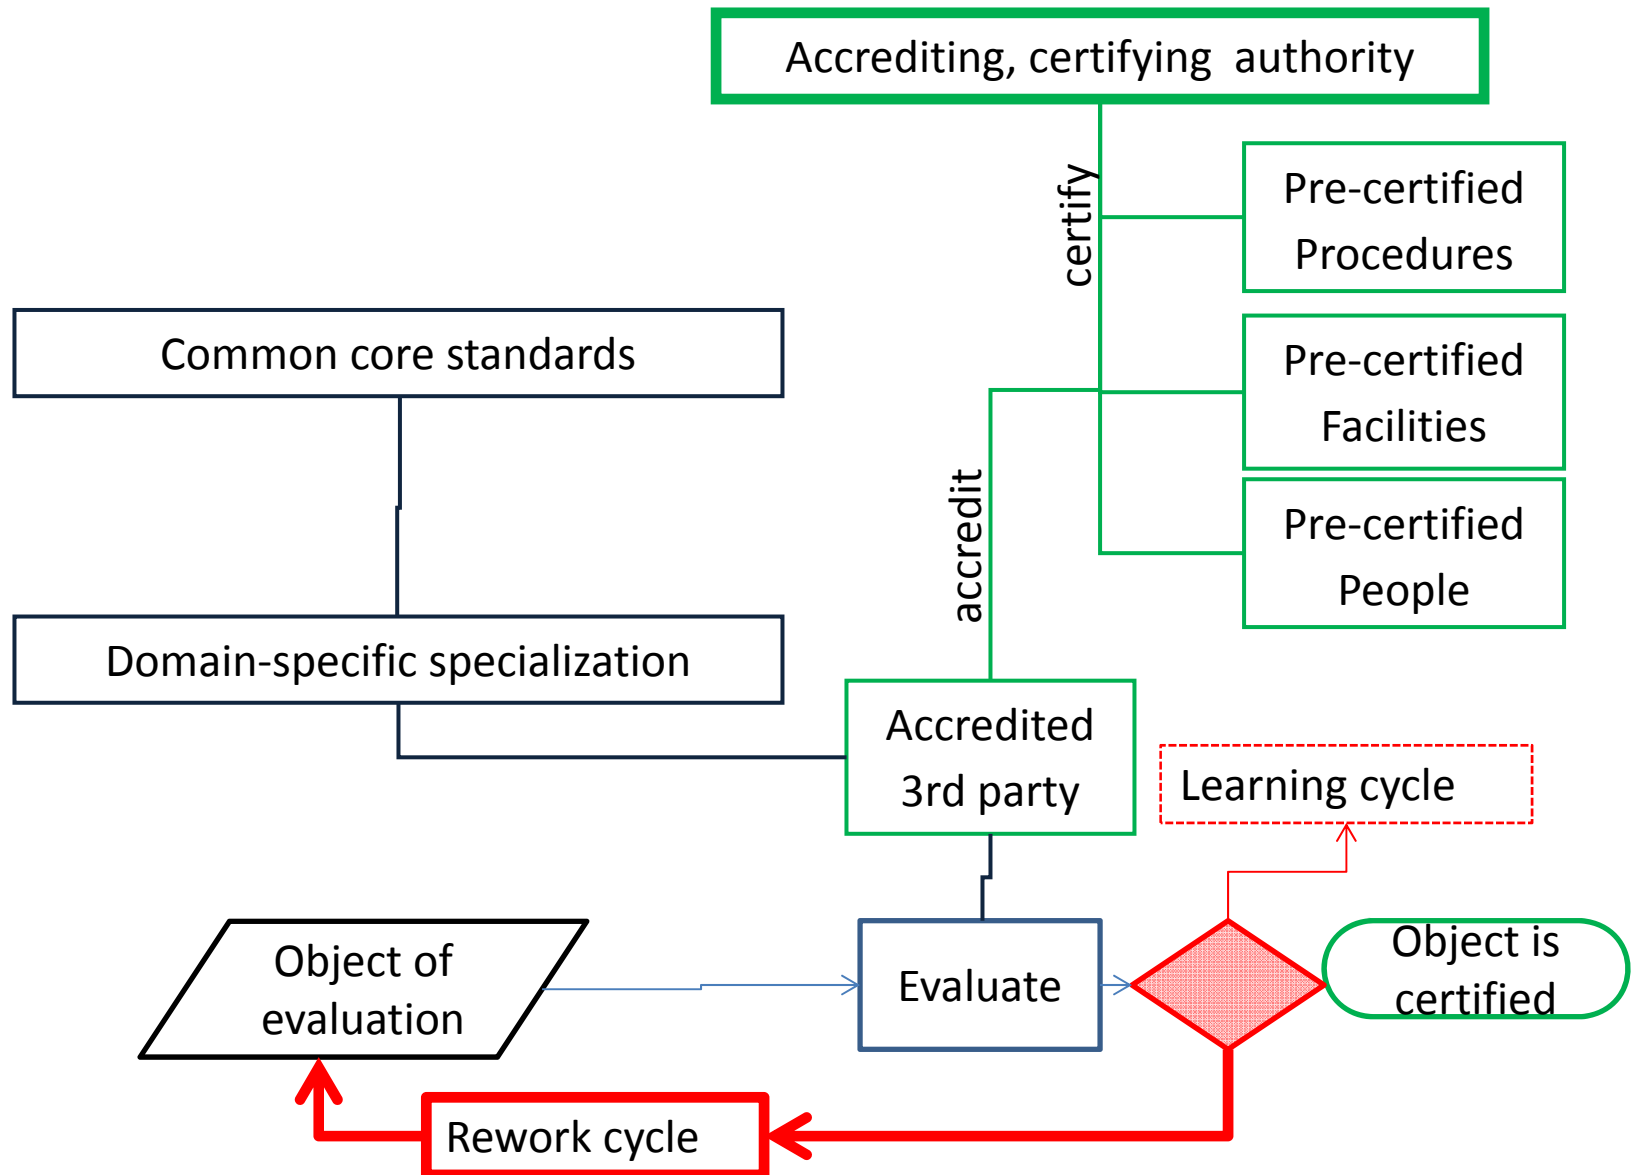 Accrediting, certifying  authority
certify
Pre-certified
Procedures
Common core standards
Pre-certified
Facilities
accredit
Pre-certified
People
Domain-specific specialization
Accredited
3rd party
Learning cycle
Object of
evaluation
Evaluate
Object is
certified
Rework cycle